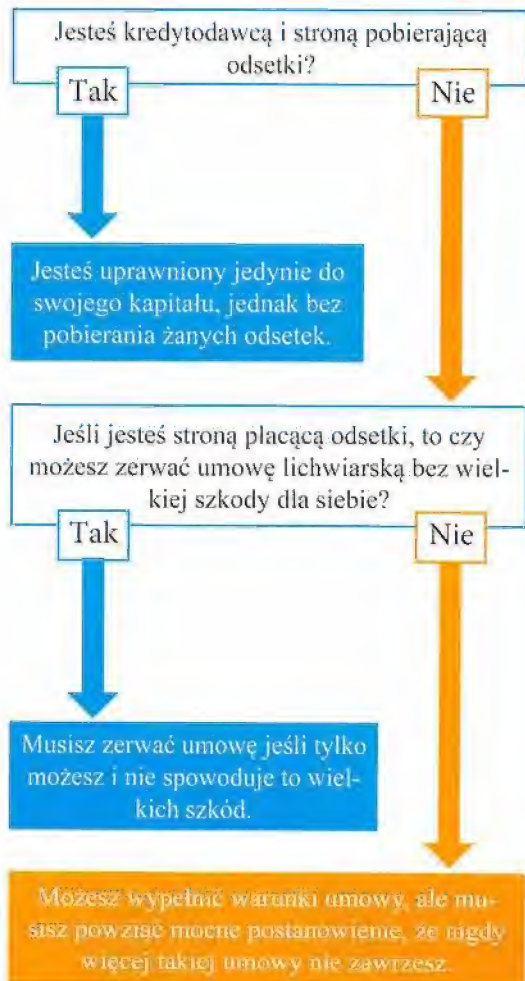 Jesteś kredytodawcą i stroną pobierającą
odsetki?
Tak
Nie
Jesteś uprawniony jedynie do
swojego kapitału, jednak bez
pobierania żanych odsetek.
Jeśli jesteś stroną płacącą odsetki, to czy
możesz zerwać umowę lichwiarską bez wiel-
kiej szkody dla siebie?
Tak
Nie
Musisz zerwać umowę jeśli tylko
możesz i nie spowoduje to wiel-
kich szkód.
Możesz wypełnić warunki umowy, ale mu-
sisz powziąć mocne postanowienie, że nigdy
więcej takiej umowy nie zawrzesz.